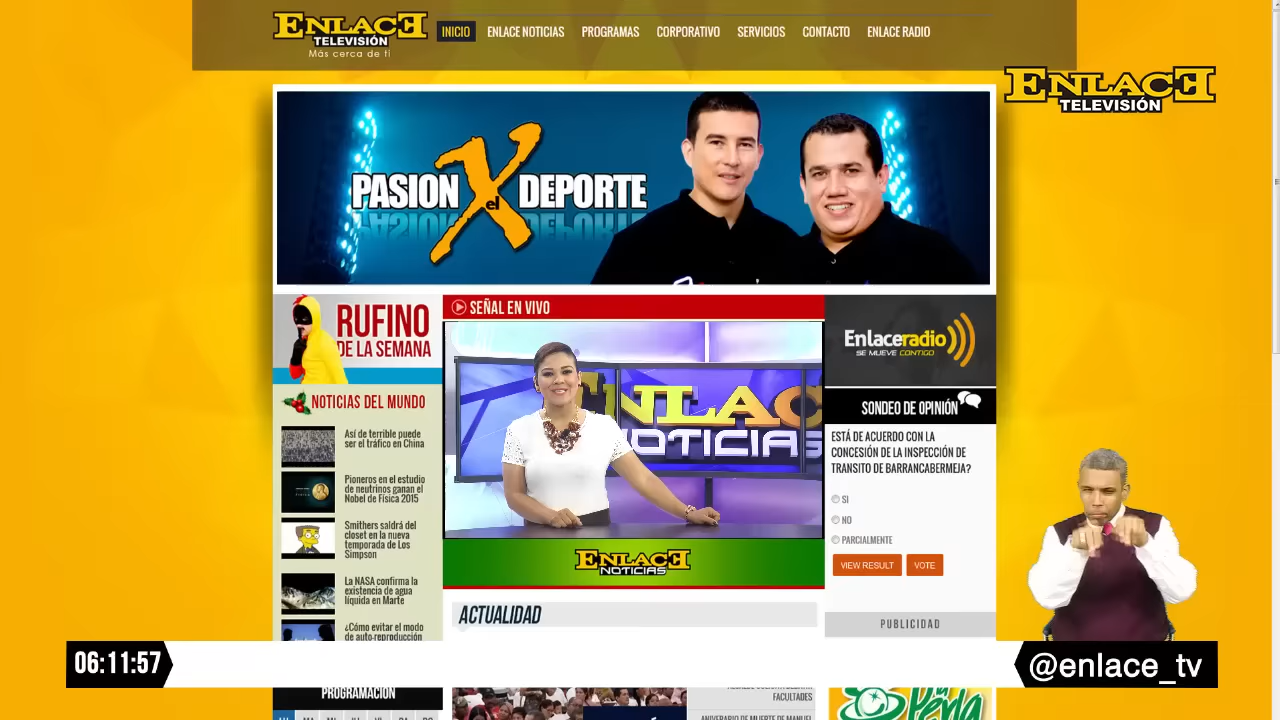 ENLACE
TELEVISIÓN
Más cerca de ti
INICIO
ENLACE NOTICIAS
PROGRAMAS
CORPORATIVO
SERVICIOS
CONTACTO
ENLACE RADIO
ENLACE
TELEVISIÓN
PASION X el DEPORTE
RUFINO
DE LA SEMANA
NOTICIAS DEL MUNDO
Así de terrible puede
ser el tráfico en China
Pioneros en el estudio
de neutrinos ganan el
Nobel de Física 2015
Smithers saldrá del
closet en la nueva
temporada de Los
Simpson
La NASA confirma la
existencia de agua
líquida en Marte
¿Cómo evitar el modo
de auto-reproducción
PROGRAMACIÓN
SEÑAL EN VIVO
ENLAC
NOTICIAS
ENLACE
NOTICIAS
ACTUALIDAD
FACULTADES
ANIVERSARIO DE MUERTE DE MANUEL
Enlaceradio
SE MUEVE CONTIGO
SONDEO DE OPINIÓN
ESTÁ DE ACUERDO CON LA
CONCESIÓN DE LA INSPECCIÓN DE
TRANSITO DE BARRANCABERMEJA?
SI
NO
PARCIALMENTE
VIEW RESULT
VOTE
PUBLICIDAD
06:11:57
@enlace_tv